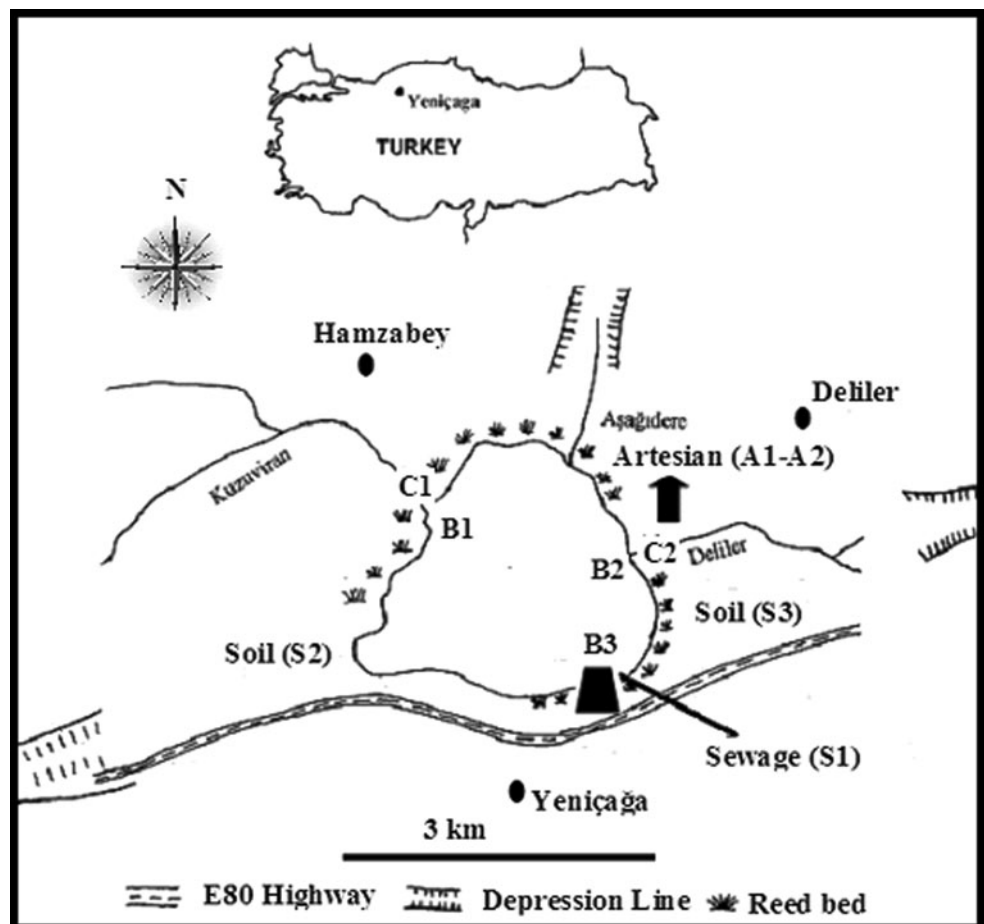 Yeniçaga
TURKEY
N
Hamzabey
Deliler
Aşağıdere
Artesian (A1-A2)
Kuzuviran
C1
B1
C2
Deliler
B2
Soil (S3)
B3
Soil (S2)
Sewage (S1)
Yeniçağa
3 km
E80 Highway
Depression Line
Reed bed